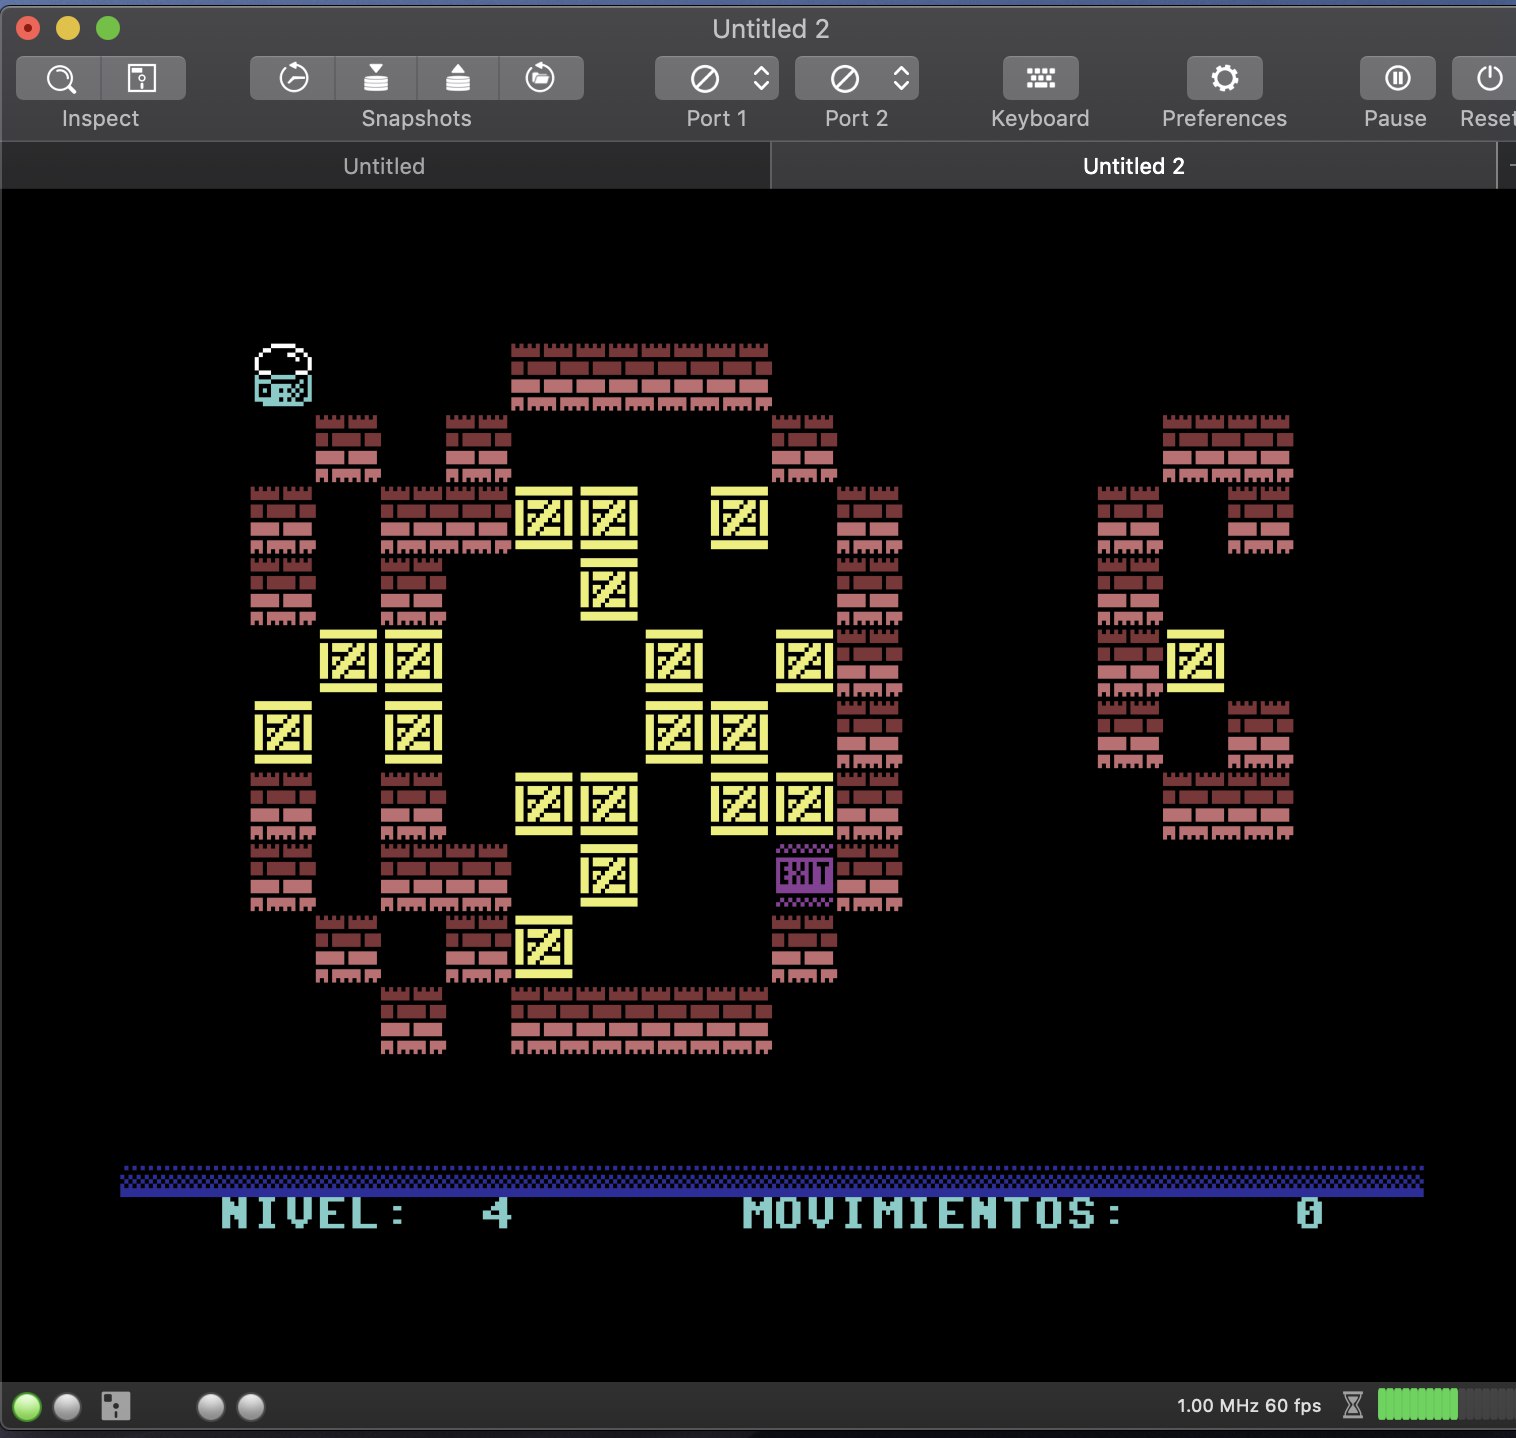 Untitled 2
Inspect Snapshots Port 1 Port 2 Keyboard Preferences Pause Reset
Untitled Untitled 2
EXIT
NIVEL: 4 MOVIMIENTOS: 0
1.00 MHz 60 fps